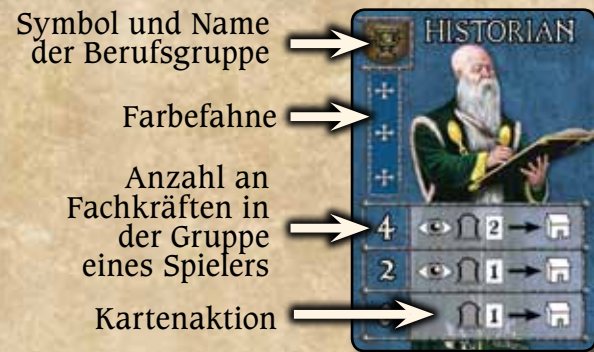 Symbol und Name
der Berufsgruppe
HISTORIAN
Farbefahne
Anzahl an
Fachkräften in
der Gruppe
eines Spielers
4 2
2 1
1
Kartenaktion